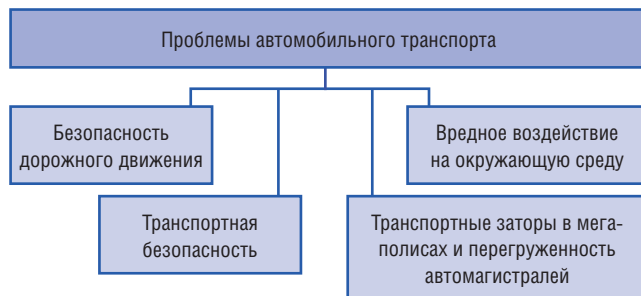 Проблемы автомобильного транспорта
Безопасность
дорожного движения
Вредное воздействие
на окружающую среду
Транспортная
безопасность
Транспортные заторы в мега-
полисах и перегруженность
автомагистралей